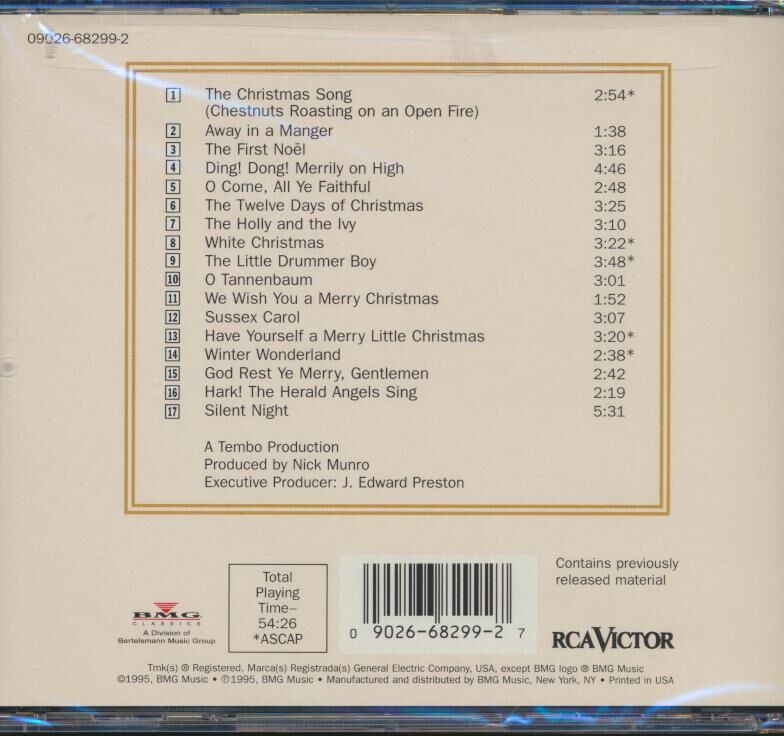 09026-68299-2
1 The Christmas Song 2:54*
(Chestnuts Roasting on an Open Fire)
2 Away in a Manger 1:38
3 The First Noël 3:16
4 Ding! Dong! Merrily on High 4:46
5 O Come, All Ye Faithful 2:48
6 The Twelve Days of Christmas 3:25
7 The Holly and the Ivy 3:10
8 White Christmas 3:22*
9 The Little Drummer Boy 3:48*
10 O Tannenbaum 3:01
11 We Wish You a Merry Christmas 1:52
12 Sussex Carol 3:07
13 Have Yourself a Merry Little Christmas 3:20*
14 Winter Wonderland 2:38*
15 God Rest Ye Merry, Gentlemen 2:42
16 Hark! The Herald Angels Sing 2:19
17 Silent Night 5:31
A Tembo Production
Produced by Nick Munro
Executive Producer: J. Edward Preston
BMG
CLASSICS
A Division of
Bertelsmann Music Group
Total
Playing
Time–
54:26
*ASCAP
0 9026-68299-2 7
Contains previously
released material
RCA VICTOR
Tmk(s) ® Registered. Marca(s) Registrada(s) General Electric Company, USA, except BMG logo ® BMG Music
©1995, BMG Music • ℗1995, BMG Music • Manufactured and distributed by BMG Music, New York, NY • Printed in USA